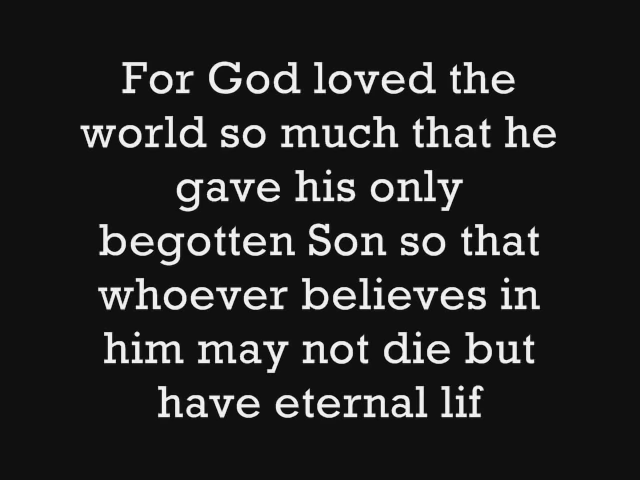 For God loved the
world so much that he
gave his only
begotten Son so that
whoever believes in
him may not die but
have eternal lif